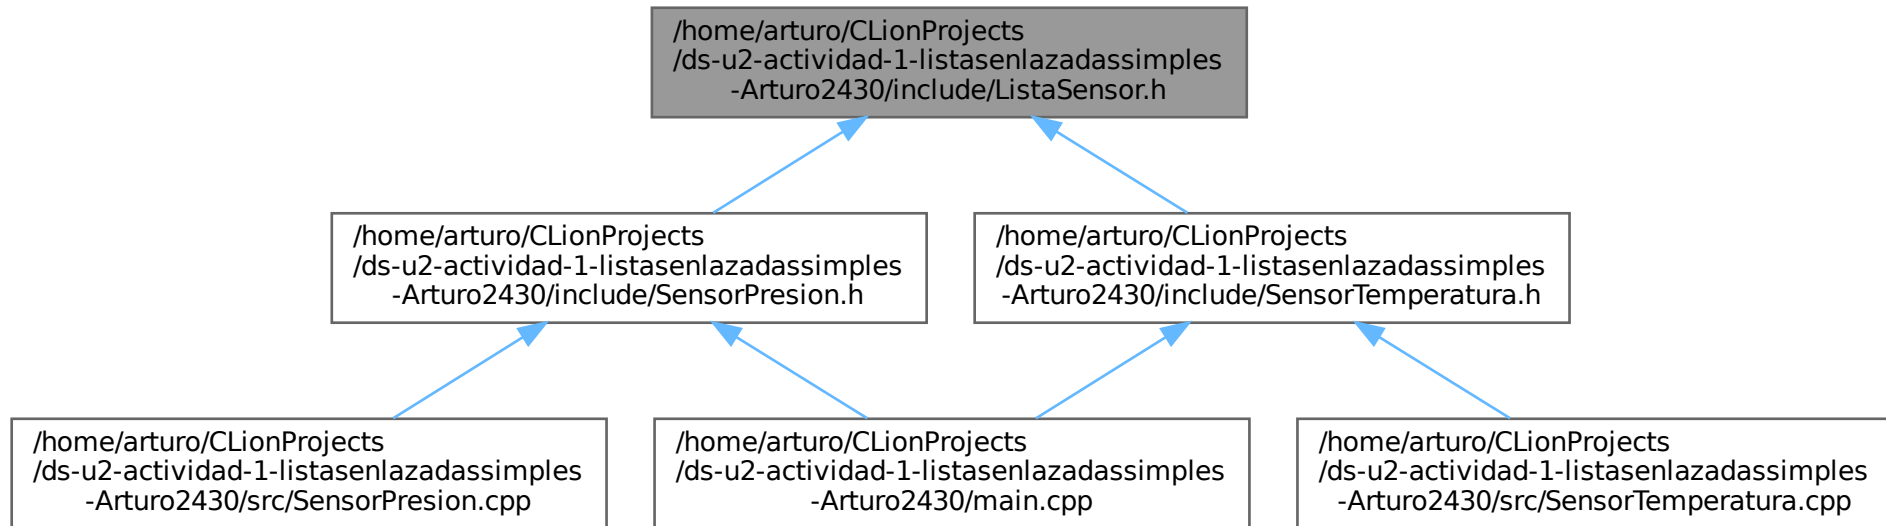 /home/arturo/CLionProjects
/ds-u2-actividad-1-listasenlazadassimples
-Arturo2430/include/ListaSensor.h
/home/arturo/CLionProjects
/ds-u2-actividad-1-listasenlazadassimples
-Arturo2430/include/SensorPresion.h
/home/arturo/CLionProjects
/ds-u2-actividad-1-listasenlazadassimples
-Arturo2430/include/SensorTemperatura.h
/home/arturo/CLionProjects
/ds-u2-actividad-1-listasenlazadassimples
-Arturo2430/src/SensorPresion.cpp
/home/arturo/CLionProjects
/ds-u2-actividad-1-listasenlazadassimples
-Arturo2430/main.cpp
/home/arturo/CLionProjects
/ds-u2-actividad-1-listasenlazadassimples
-Arturo2430/src/SensorTemperatura.cpp